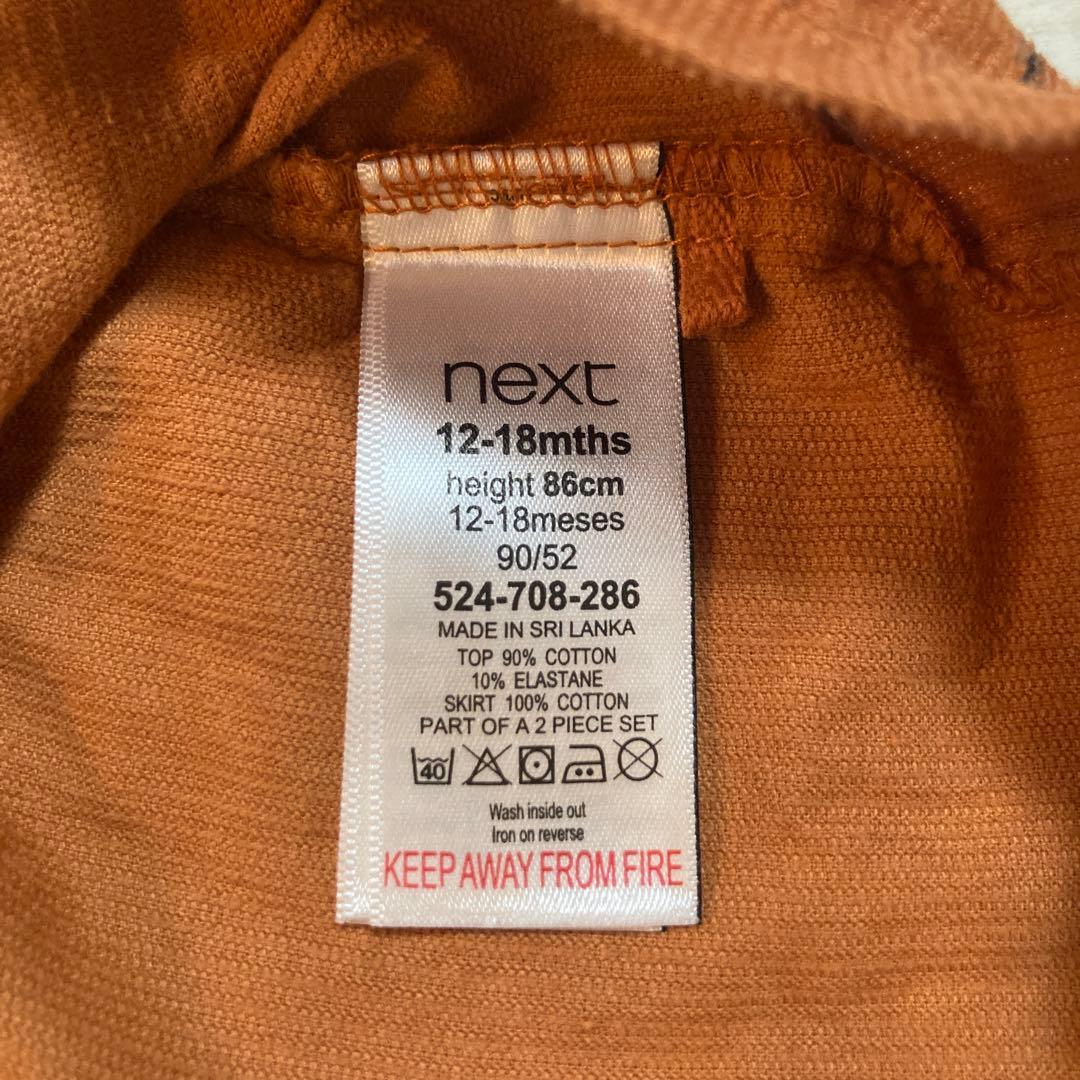 next
12-18mths
height 86cm
12-18meses
90/52
524-708-286
MADE IN SRI LANKA
TOP 90% COTTON
10% ELASTANE
SKIRT 100% COTTON
PART OF A 2 PIECE SET
40
Wash inside out
Iron on reverse
KEEP AWAY FROM FIRE